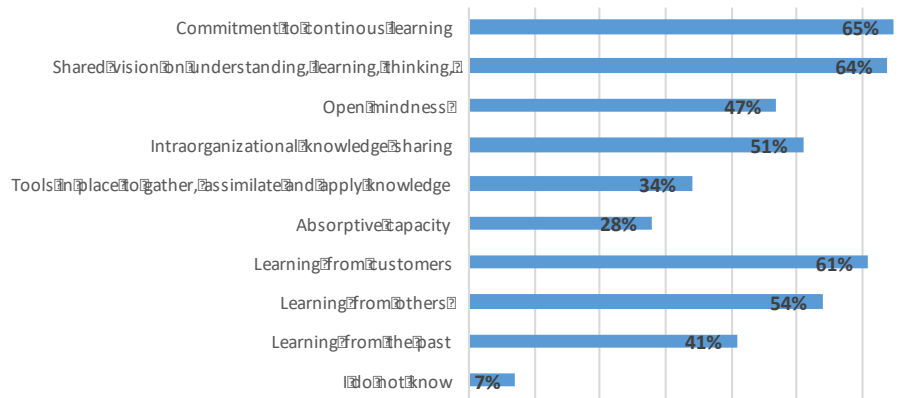 Commitment to continous learning
65%
Shared vision on understanding, learning, thinking,..
64%
Open mindness
47%
Intraorganizational knowledge sharing
51%
Tools in place to gather, assimilate and apply knowledge
34%
Absorptive capacity
28%
Learning from customers
61%
Learning from others
54%
Learning from the past
41%
I do not know
7%